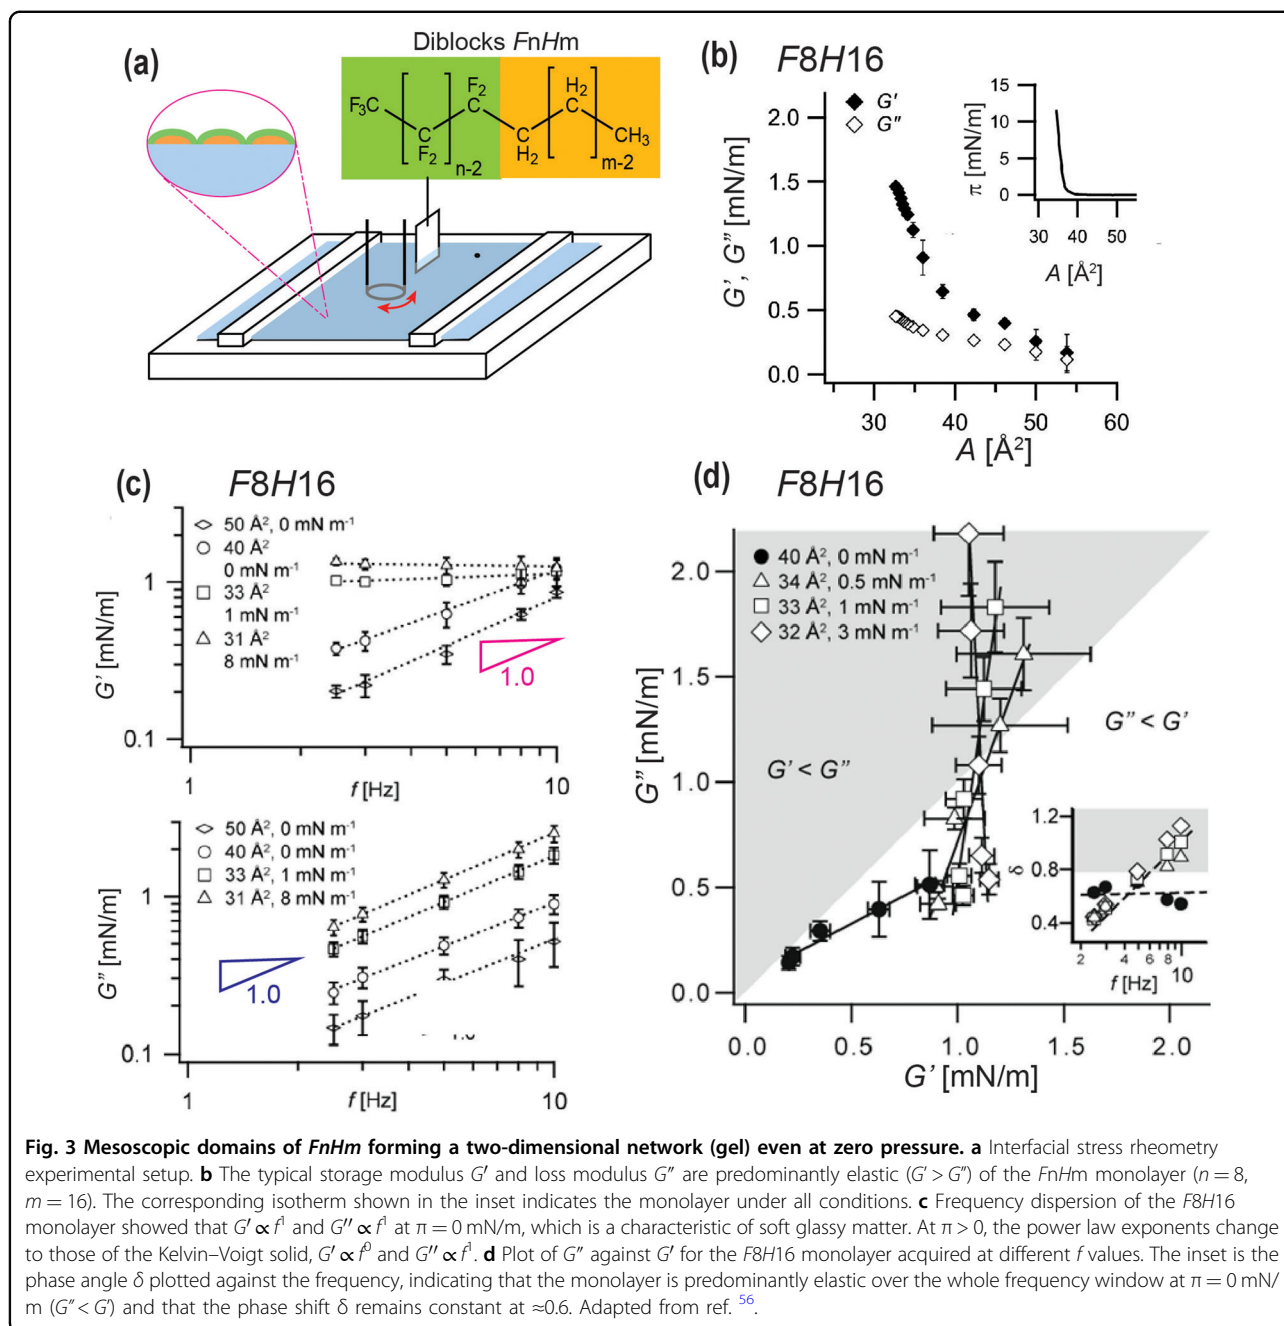 (a)
Diblocks FnHm
F₃C
C
F₂
n-2
F₂
C
C
H₂
H₂
C
m-2
CH₃
(b) F8H16
G′
G″
2.0
1.5
1.0
0.5
0.0
G′, G″ [mN/m]
30 40 50 60
A [Å²]
15
10
5
0
π [mN/m]
30 40 50
A [Å²]
(c) F8H16
50 Å², 0 mN m⁻¹
40 Å²
0 mN m⁻¹
33 Å²
1 mN m⁻¹
31 Å²
8 mN m⁻¹
1
0.1
G′ [mN/m]
1.0
1 10
f [Hz]
50 Å², 0 mN m⁻¹
40 Å², 0 mN m⁻¹
33 Å², 1 mN m⁻¹
31 Å², 8 mN m⁻¹
1
0.1
G″ [mN/m]
1.0
1 10
f [Hz]
(d) F8H16
40 Å², 0 mN m⁻¹
34 Å², 0.5 mN m⁻¹
33 Å², 1 mN m⁻¹
32 Å², 3 mN m⁻¹
2.0
1.5
1.0
0.5
0.0
G″ [mN/m]
G′ < G″
G″ < G′
1.2
0.8
0.4
δ
2 4 6 8 10
f [Hz]
0.0 0.5 1.0 1.5 2.0
G′ [mN/m]
Fig. 3 Mesoscopic domains of FnHm forming a two-dimensional network (gel) even at zero pressure. a Interfacial stress rheometry
experimental setup. b The typical storage modulus G′ and loss modulus G″ are predominantly elastic (G′ > G″) of the FnHm monolayer (n = 8,
m = 16). The corresponding isotherm shown in the inset indicates the monolayer under all conditions. c Frequency dispersion of the F8H16
monolayer showed that G′ ∝ f¹ and G″ ∝ f¹ at π = 0 mN/m, which is a characteristic of soft glassy matter. At π > 0, the power law exponents change
to those of the Kelvin–Voigt solid, G′ ∝ f⁰ and G″ ∝ f¹. d Plot of G″ against G′ for the F8H16 monolayer acquired at different f values. The inset is the
phase angle δ plotted against the frequency, indicating that the monolayer is predominantly elastic over the whole frequency window at π = 0 mN/
m (G″ < G′) and that the phase shift δ remains constant at ≈0.6. Adapted from ref. 56.